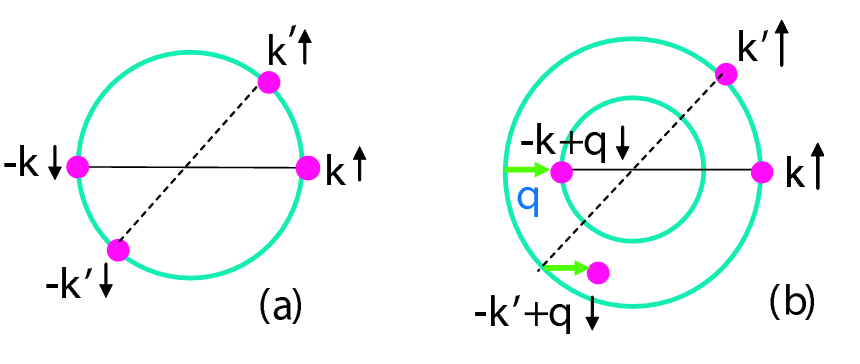 k′↑
-k↓
k↑
-k′↓
(a)
k′↑
-k+q↓
k↑
q
-k′+q↓
(b)